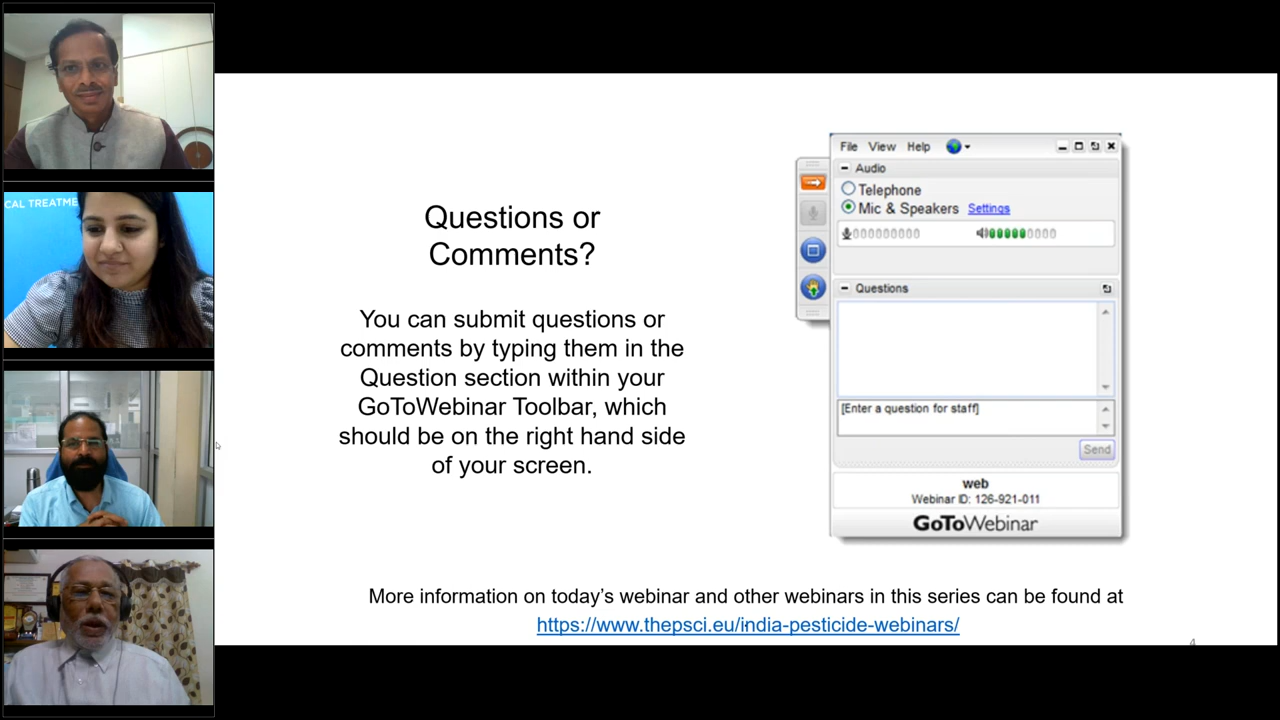 CAL TREATME
Questions or
Comments?
You can submit questions or
comments by typing them in the
Question section within your
GoToWebinar Toolbar, which
should be on the right hand side
of your screen.
File View Help
Audio
Telephone
Mic & Speakers Settings
Questions
[Enter a question for staff]
Send
web
Webinar ID: 126-921-011
GoToWebinar
More information on today's webinar and other webinars in this series can be found at
https://www.thepsci.eu/india-pesticide-webinars/
4